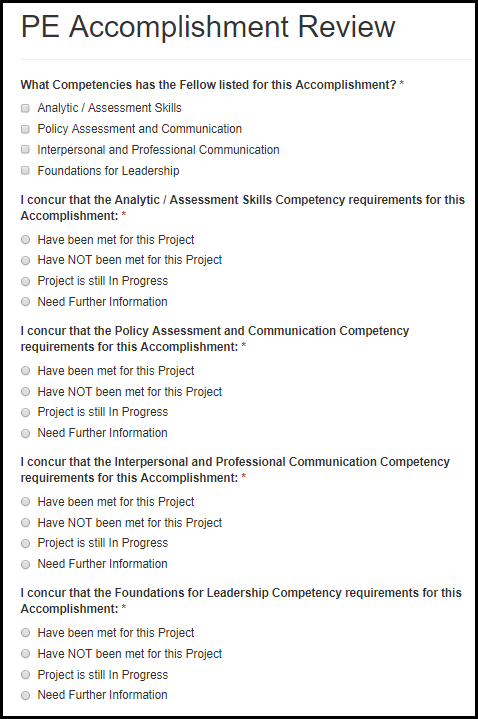 PE Accomplishment Review
What Competencies has the Fellow listed for this Accomplishment? *
Analytic / Assessment Skills
Policy Assessment and Communication
Interpersonal and Professional Communication
Foundations for Leadership
I concur that the Analytic / Assessment Skills Competency requirements for this
Accomplishment: *
Have been met for this Project
Have NOT been met for this Project
Project is still In Progress
Need Further Information
I concur that the Policy Assessment and Communication Competency
requirements for this Accomplishment: *
Have been met for this Project
Have NOT been met for this Project
Project is still In Progress
Need Further Information
I concur that the Interpersonal and Professional Communication Competency
requirements for this Accomplishment: *
Have been met for this Project
Have NOT been met for this Project
Project is still In Progress
Need Further Information
I concur that the Foundations for Leadership Competency requirements for this
Accomplishment: *
Have been met for this Project
Have NOT been met for this Project
Project is still In Progress
Need Further Information